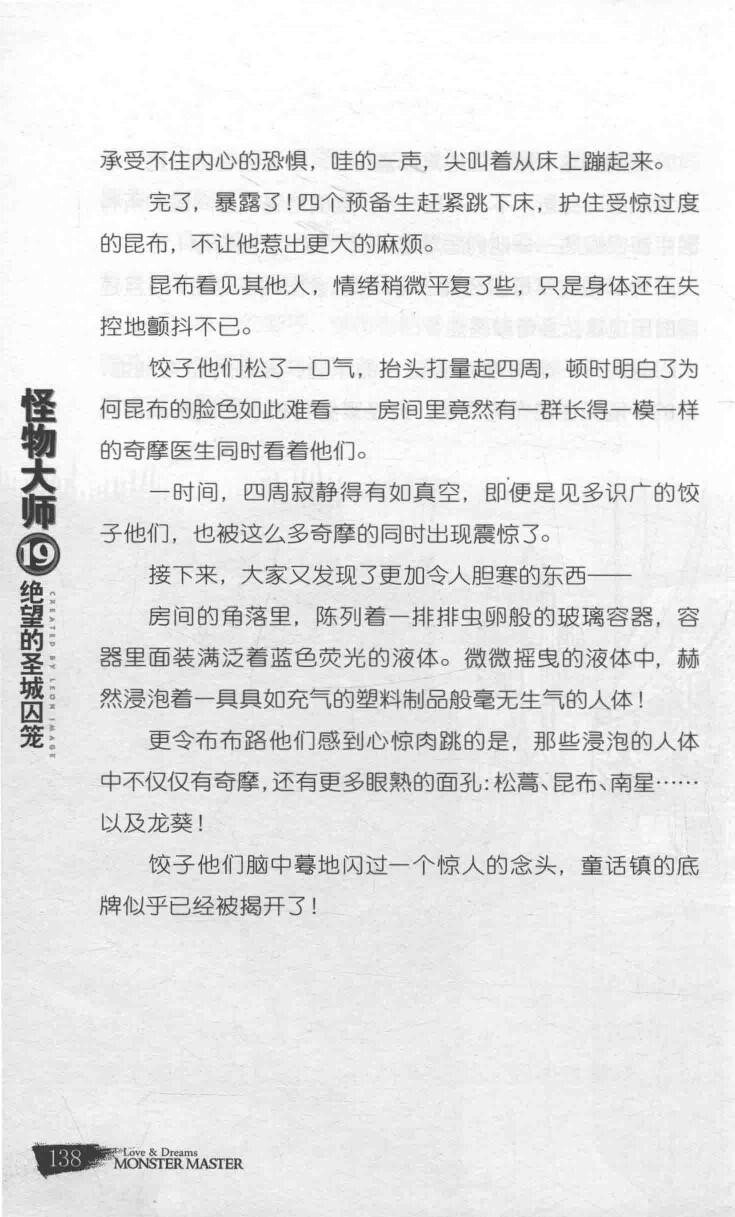 承受不住内心的恐惧，哇的一声，尖叫着从床上蹦起来。
完了，暴露了！四个预备生赶紧跳下床，护住受惊过度
的昆布，不让他惹出更大的麻烦。
昆布看见其他人，情绪稍微平复了些，只是身体还在失
控地颤抖不已。
饺子他们松了一口气，抬头打量起四周，顿时明白了为
何昆布的脸色如此难看——房间里竟然有一群长得一模一样
的奇摩医生同时看着他们。
一时间，四周寂静得有如真空，即便是见多识广的饺
子他们，也被这么多奇摩的同时出现震惊了。
接下来，大家又发现了更加令人胆寒的东西——
房间的角落里，陈列着一排排虫卵般的玻璃容器，容
器里面装满泛着蓝色荧光的液体。微微摇曳的液体中，赫
然浸泡着一具具如充气的塑料制品般毫无生气的人体！
更令布布路他们感到心惊肉跳的是，那些浸泡的人体
中不仅仅有奇摩，还有更多眼熟的面孔：松蒿、昆布、南星……
以及龙葵！
饺子他们脑中蓦地闪过一个惊人的念头，童话镇的底
牌似乎已经被揭开了！
怪物大师
19
绝望的圣城囚笼
CREATED BY LEON IMAGE
138
Love & Dreams
MONSTER MASTER